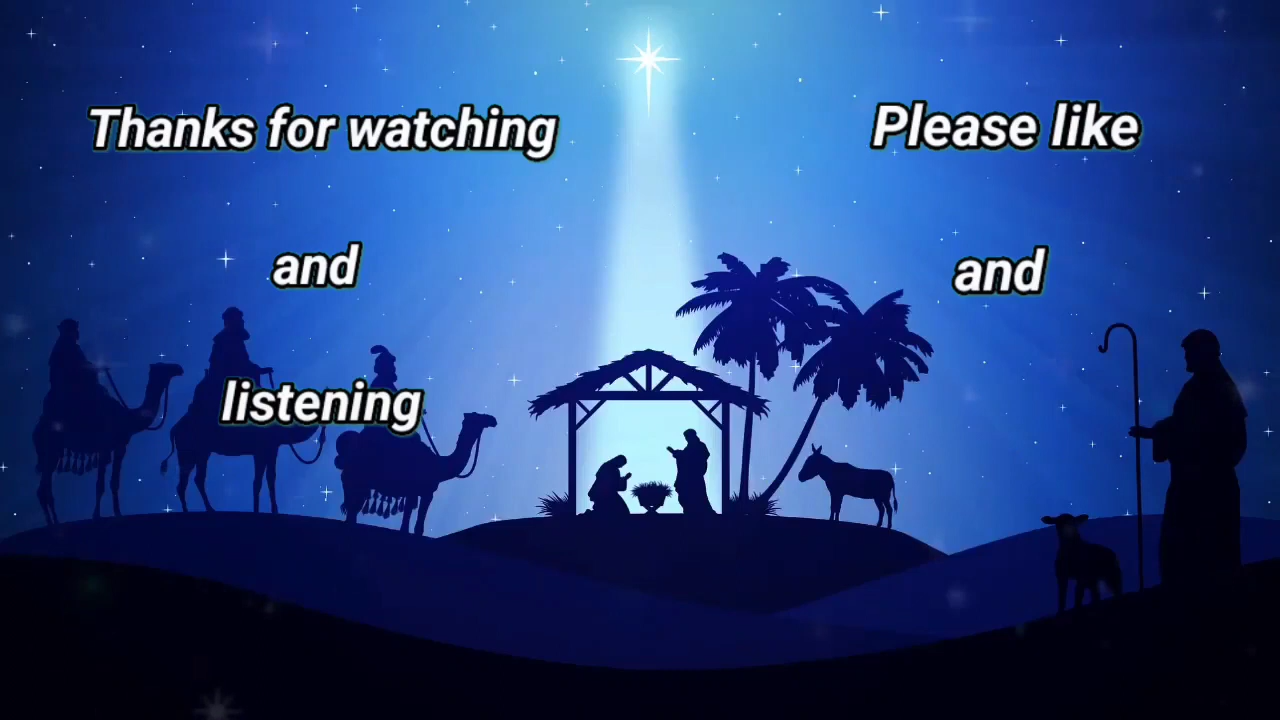 Thanks for watching
and
listening
Please like
and